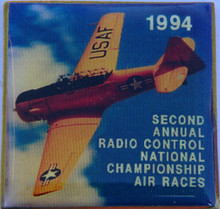 1994
USAF
SECOND
ANNUAL
RADIO CONTROL
NATIONAL
CHAMPIONSHIP
AIR RACES